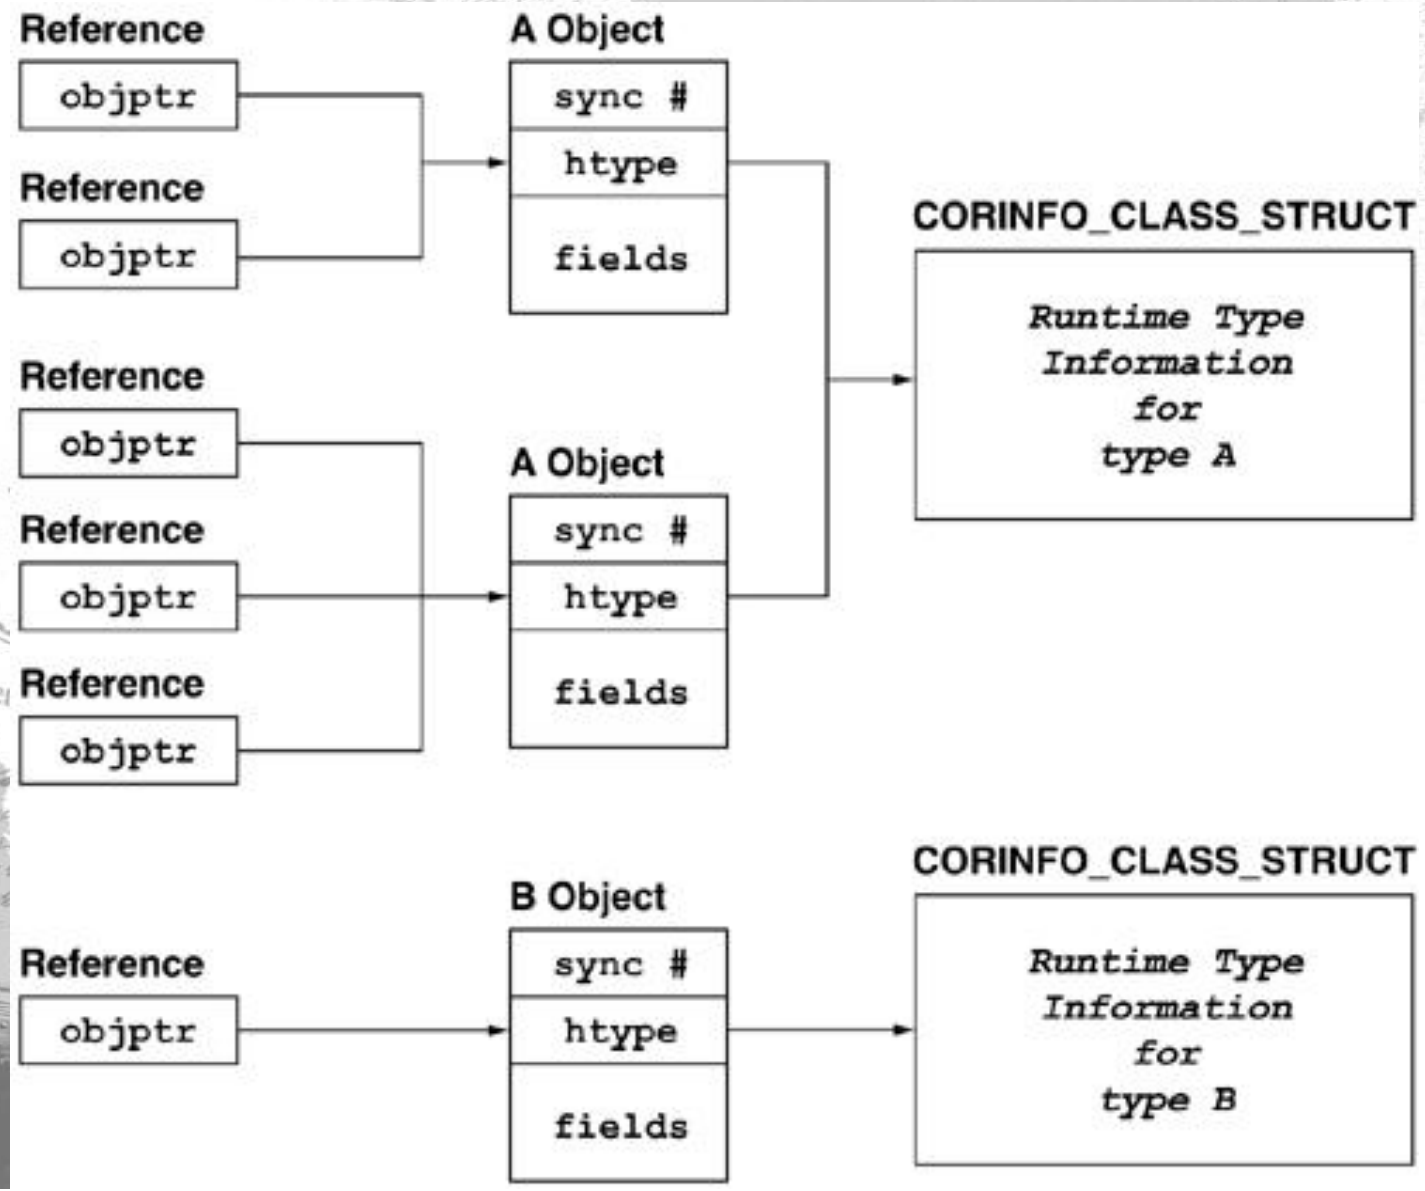 Reference
objptr
Reference
objptr
A Object
sync #
htype
fields
CORINFO_CLASS_STRUCT
Runtime Type
Information
for
type A
Reference
objptr
Reference
objptr
Reference
objptr
A Object
sync #
htype
fields
Reference
objptr
B Object
sync #
htype
fields
CORINFO_CLASS_STRUCT
Runtime Type
Information
for
type B